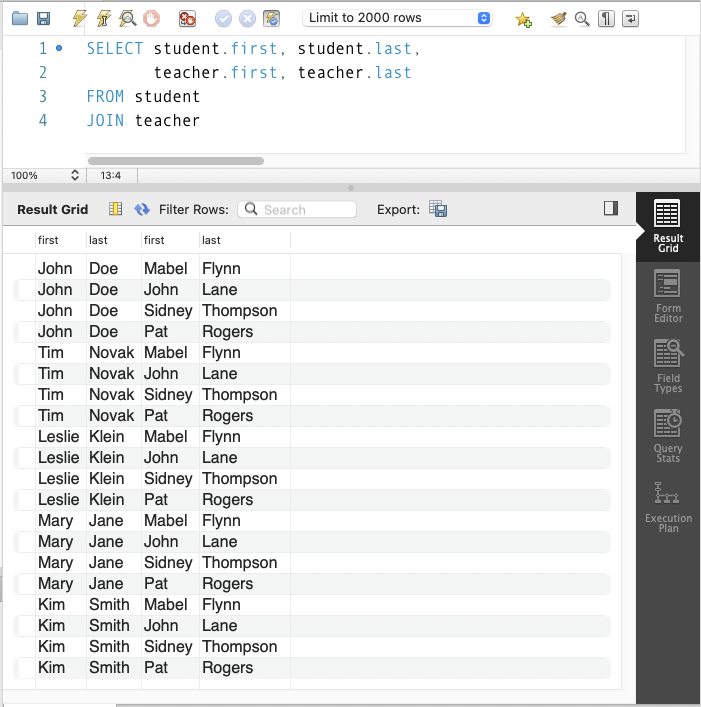 Limit to 2000 rows
1 SELECT student.first, student.last,
2 teacher.first, teacher.last
3 FROM student
4 JOIN teacher
100% 13:4
Result Grid Filter Rows: Search Export:
first last first last
John Doe Mabel Flynn
John Doe John Lane
John Doe Sidney Thompson
John Doe Pat Rogers
Tim Novak Mabel Flynn
Tim Novak John Lane
Tim Novak Sidney Thompson
Tim Novak Pat Rogers
Leslie Klein Mabel Flynn
Leslie Klein John Lane
Leslie Klein Sidney Thompson
Leslie Klein Pat Rogers
Mary Jane Mabel Flynn
Mary Jane John Lane
Mary Jane Sidney Thompson
Mary Jane Pat Rogers
Kim Smith Mabel Flynn
Kim Smith John Lane
Kim Smith Sidney Thompson
Kim Smith Pat Rogers
Result
Grid
Form
Editor
Field
Types
Query
Stats
Execution
Plan